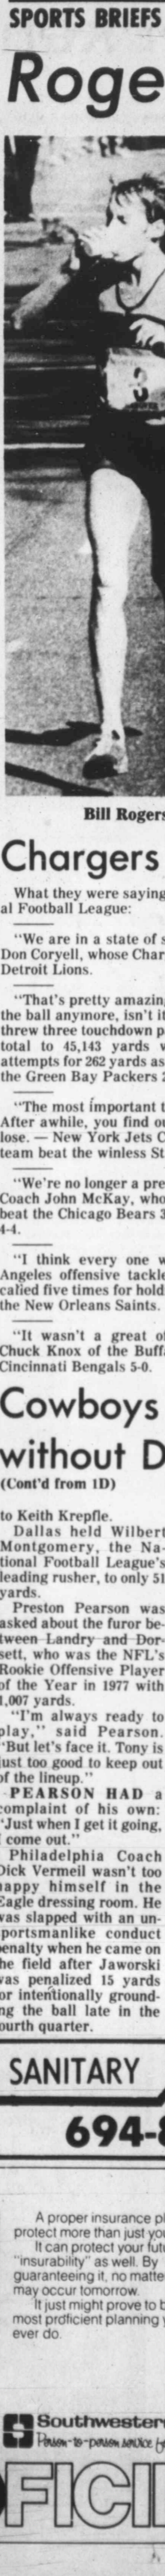 SPORTS BRIEFS
Roge
3
Bill Rogers
Chargers
What they were saying
al Football League:
"We are in a state of s
Don Coryell, whose Char
Detroit Lions.
"That's pretty amazin
the ball anymore, isn't it
threw three touchdown p
total to 45,143 yards
attempts for 262 yards as
the Green Bay Packers
"The most important t
After awhile, you find ou
lose. — New York Jets C
team beat the winless St
"We're no longer a pre
Coach John McKay, who
beat the Chicago Bears 3
4-4.
"I think every one w
Angeles offensive tackle
called five times for hold
the New Orleans Saints.
"It wasn't a great of
Chuck Knox of the Buff
Cincinnati Bengals 5-0.
Cowboys
without D
(Cont'd from 1D)
to Keith Krepfle.
Dallas held Wilbert
Montgomery, the Na-
tional Football League's
leading rusher, to only 51
yards.
Preston Pearson was
asked about the furor be-
tween Landry and Dor-
sett, who was the NFL's
Rookie Offensive Player
of the Year in 1977 with
1,007 yards.
"I'm always ready to
play," said Pearson.
"But let's face it. Tony is
just too good to keep out
of the lineup."
PEARSON HAD a
complaint of his own:
"Just when I get it going,
I come out."
Philadelphia Coach
Dick Vermeil wasn't too
happy himself in the
Eagle dressing room. He
was slapped with an un-
sportsmanlike conduct
penalty when he came on
the field after Jaworski
was penalized 15 yards
for intentionally ground-
ing the ball late in the
fourth quarter.
SANITARY
694-8
A proper insurance pl
protect more than just you
It can protect your futu
"insurability" as well. By
guaranteeing it, no matte
may occur tomorrow.
It just might prove to b
most proficient planning y
ever do.
Southwester
Person-to-person service
FICI